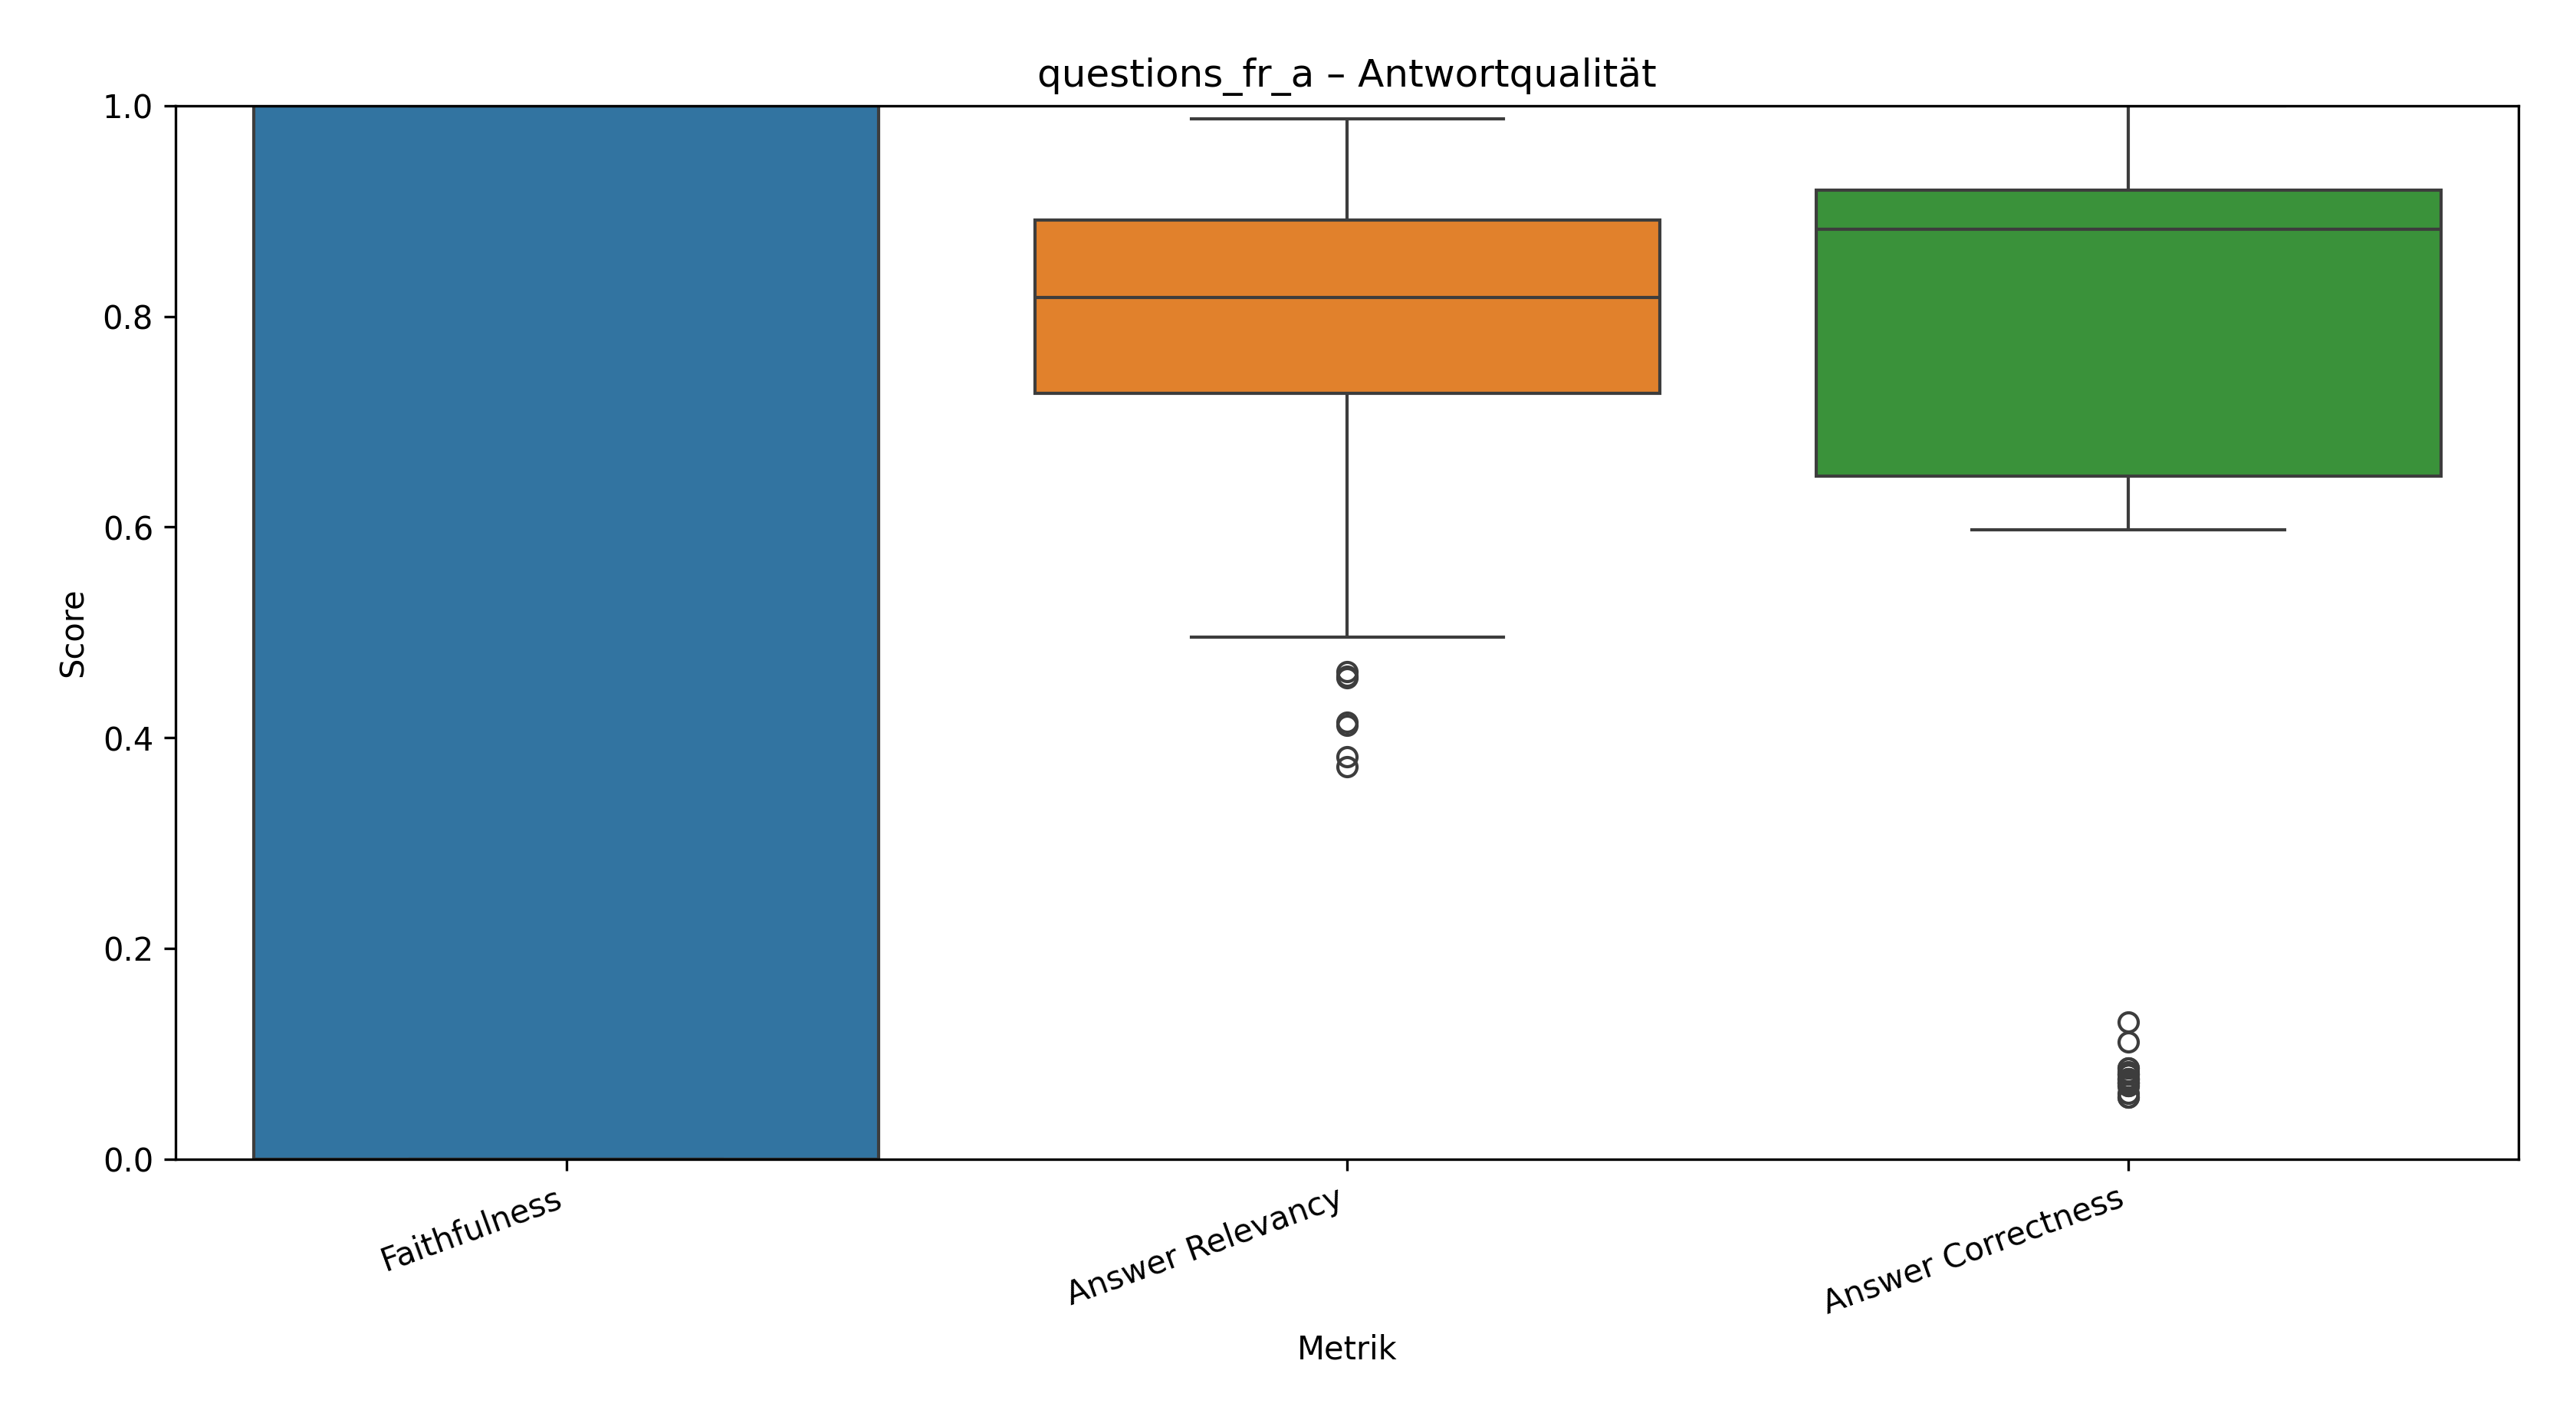 questions_fr_a – Antwortqualität
1.0
0.8
0.6
0.4
0.2
0.0
Score
Faithfulness
Answer Relevancy
Answer Correctness
Metrik